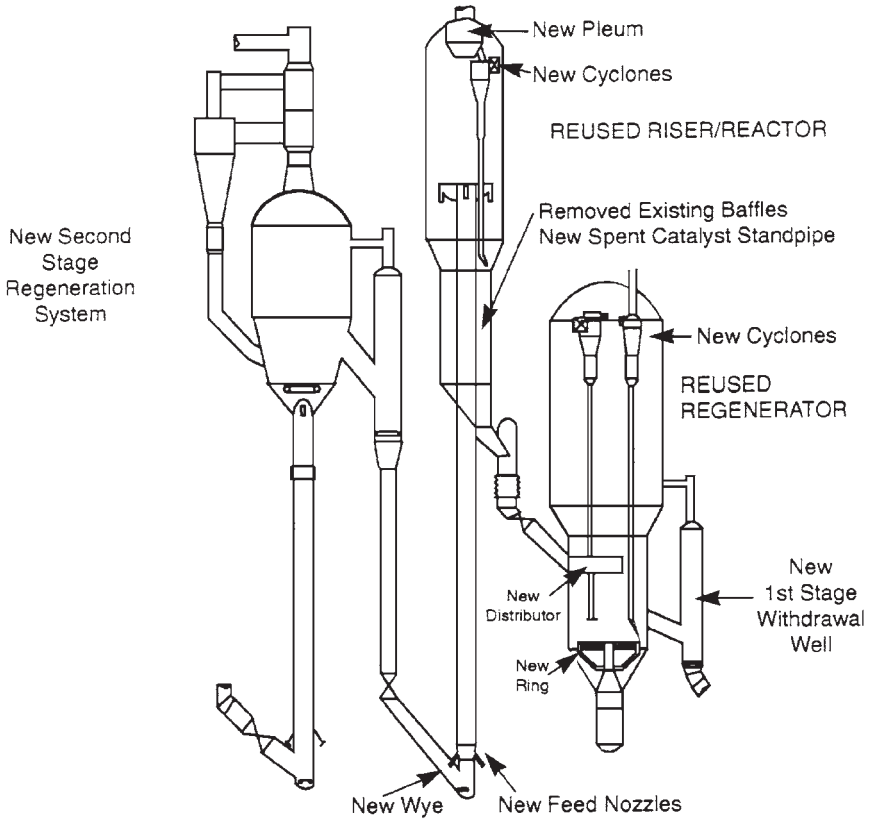 New Pleum
New Cyclones
REUSED RISER/REACTOR
Removed Existing Baffles
New Spent Catalyst Standpipe
New Second
Stage
Regeneration
System
New Cyclones
REUSED
REGENERATOR
New
Distributor
New
1st Stage
Withdrawal
Well
New
Ring
New Wye
New Feed Nozzles